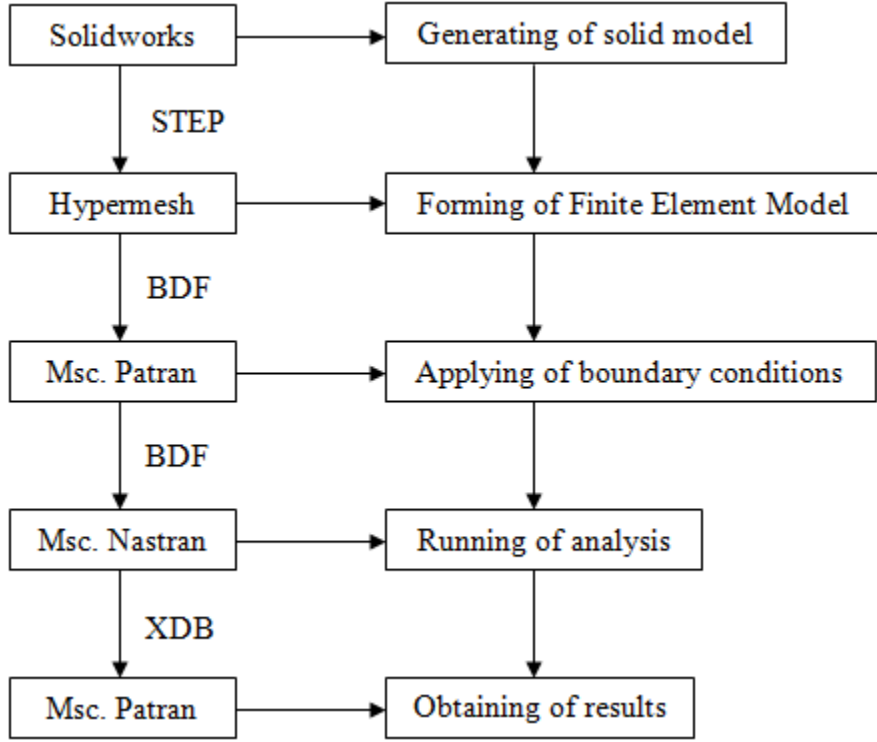 Solidworks
Generating of solid model
STEP
Hypermesh
Forming of Finite Element Model
BDF
Msc. Patran
Applying of boundary conditions
BDF
Msc. Nastran
Running of analysis
XDB
Msc. Patran
Obtaining of results